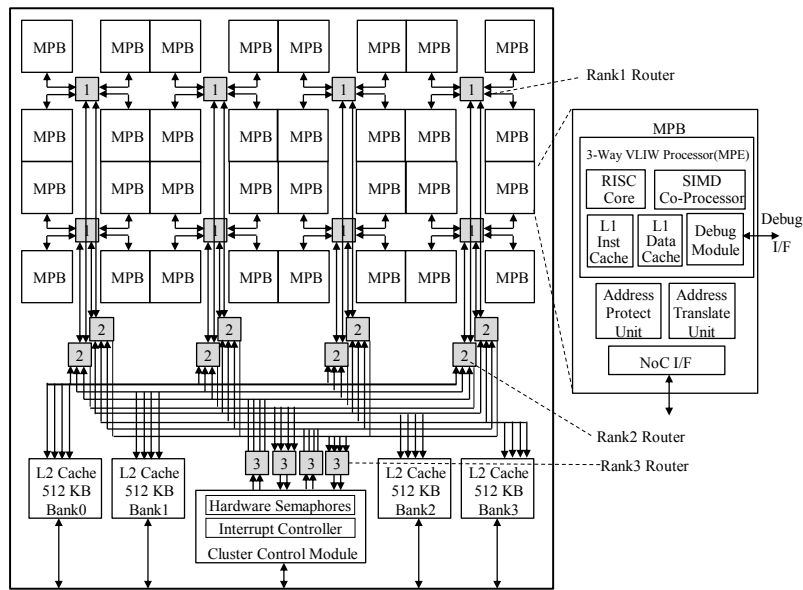 MPB MPB MPB MPB MPB MPB MPB MPB
1 1 1 1
Rank1 Router
MPB MPB MPB MPB MPB MPB MPB MPB
MPB MPB MPB MPB MPB MPB MPB MPB
1 1 1 1
MPB MPB MPB MPB MPB MPB MPB MPB
2 2 2 2
2 2 2 2
Rank2 Router
3 3 3 3
Rank3 Router
L2 Cache
512 KB
Bank0
L2 Cache
512 KB
Bank1
Hardware Semaphores
Interrupt Controller
Cluster Control Module
L2 Cache
512 KB
Bank2
L2 Cache
512 KB
Bank3
MPB
3-Way VLIW Processor(MPE)
RISC
Core
SIMD
Co-Processor
L1
Inst
Cache
L1
Data
Cache
Debug
Module
Debug
I/F
Address
Protect
Unit
Address
Translate
Unit
NoC I/F